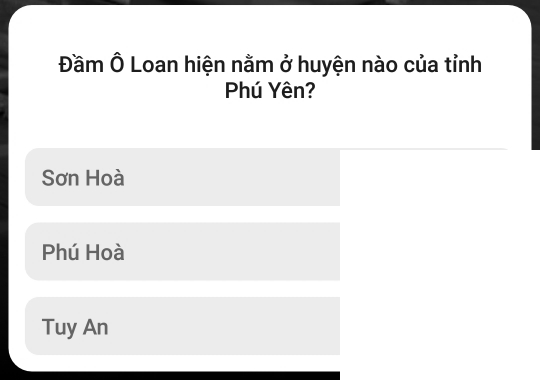 Đầm Ô Loan hiện nằm ở huyện nào của tỉnh
Phú Yên?
Sơn Hoà
Phú Hoà
Tuy An